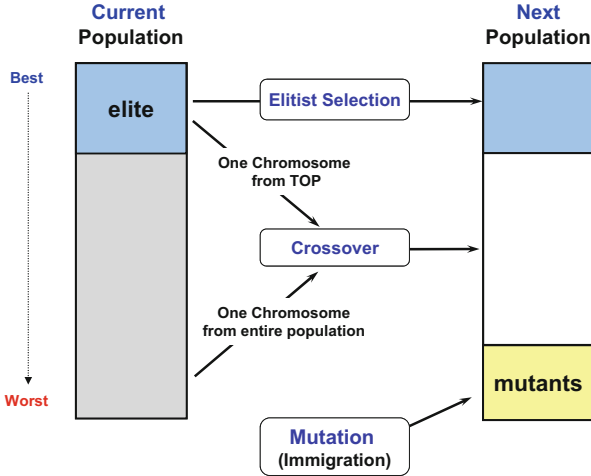 Current
Population
Next
Population
Best
elite
Elitist Selection
One Chromosome
from TOP
Crossover
One Chromosome
from entire population
Worst
mutants
Mutation
(Immigration)